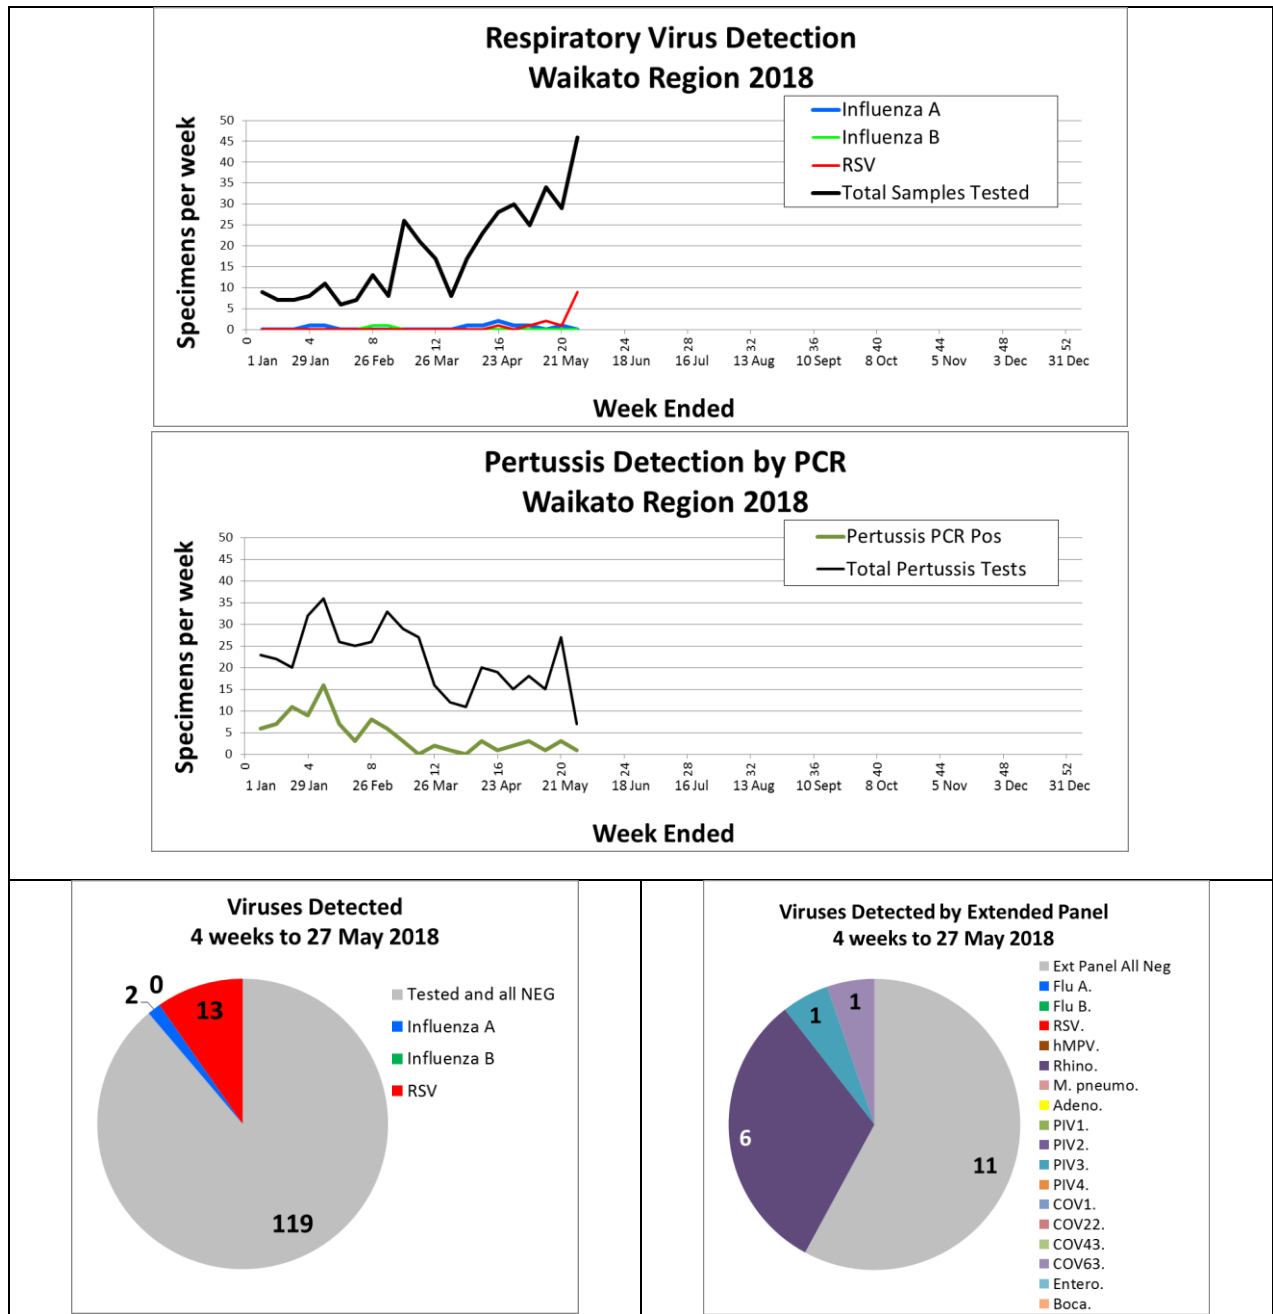 Respiratory Virus Detection
Waikato Region 2018
Influenza A
Influenza B
RSV
Total Samples Tested
Specimens per week
50
45
40
35
30
25
20
15
10
5
0
0 4 8 12 16 20 24 28 32 36 40 44 48 52
1 Jan 29 Jan 26 Feb 26 Mar 23 Apr 21 May 18 Jun 16 Jul 13 Aug 10 Sept 8 Oct 5 Nov 3 Dec 31 Dec
Week Ended
Pertussis Detection by PCR
Waikato Region 2018
Pertussis PCR Pos
Total Pertussis Tests
Specimens per week
50
45
40
35
30
25
20
15
10
5
0
0 4 8 12 16 20 24 28 32 36 40 44 48 52
1 Jan 29 Jan 26 Feb 26 Mar 23 Apr 21 May 18 Jun 16 Jul 13 Aug 10 Sept 8 Oct 5 Nov 3 Dec 31 Dec
Week Ended
Viruses Detected
4 weeks to 27 May 2018
2
0
13
119
Tested and all NEG
Influenza A
Influenza B
RSV
Viruses Detected by Extended Panel
4 weeks to 27 May 2018
1
1
6
11
Ext Panel All Neg
Flu A.
Flu B.
RSV.
hMPV.
Rhino.
M. pneumo.
Adeno.
PIV1.
PIV2.
PIV3.
PIV4.
COV1.
COV22.
COV43.
COV63.
Entero.
Boca.